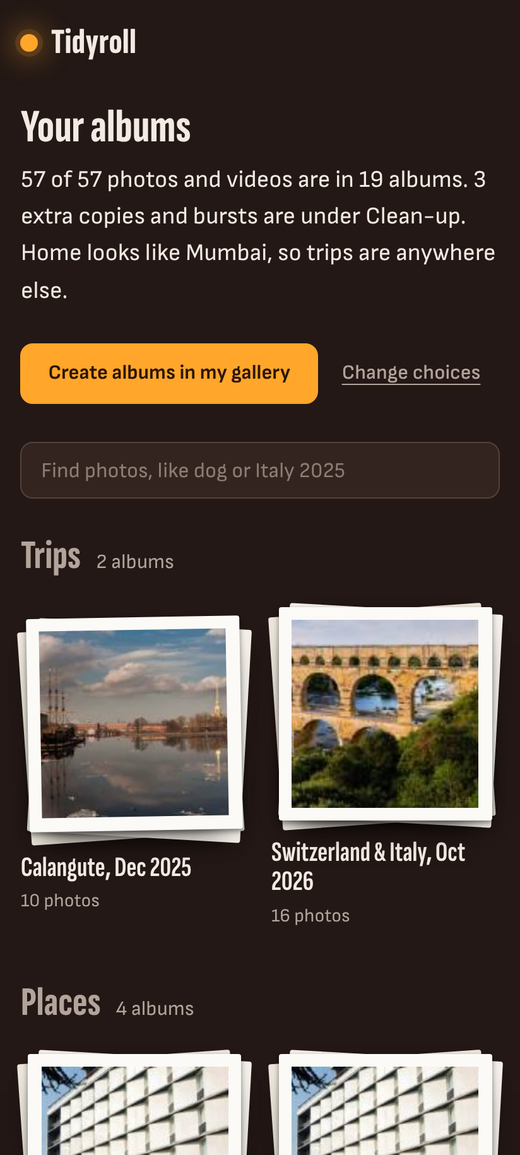 Tidyroll
Your albums
57 of 57 photos and videos are in 19 albums. 3
extra copies and bursts are under Clean-up.
Home looks like Mumbai, so trips are anywhere
else.
Create albums in my gallery
Change choices
Find photos, like dog or Italy 2025
Trips 2 albums
Calangute, Dec 2025
10 photos
Switzerland & Italy, Oct
2026
16 photos
Places 4 albums